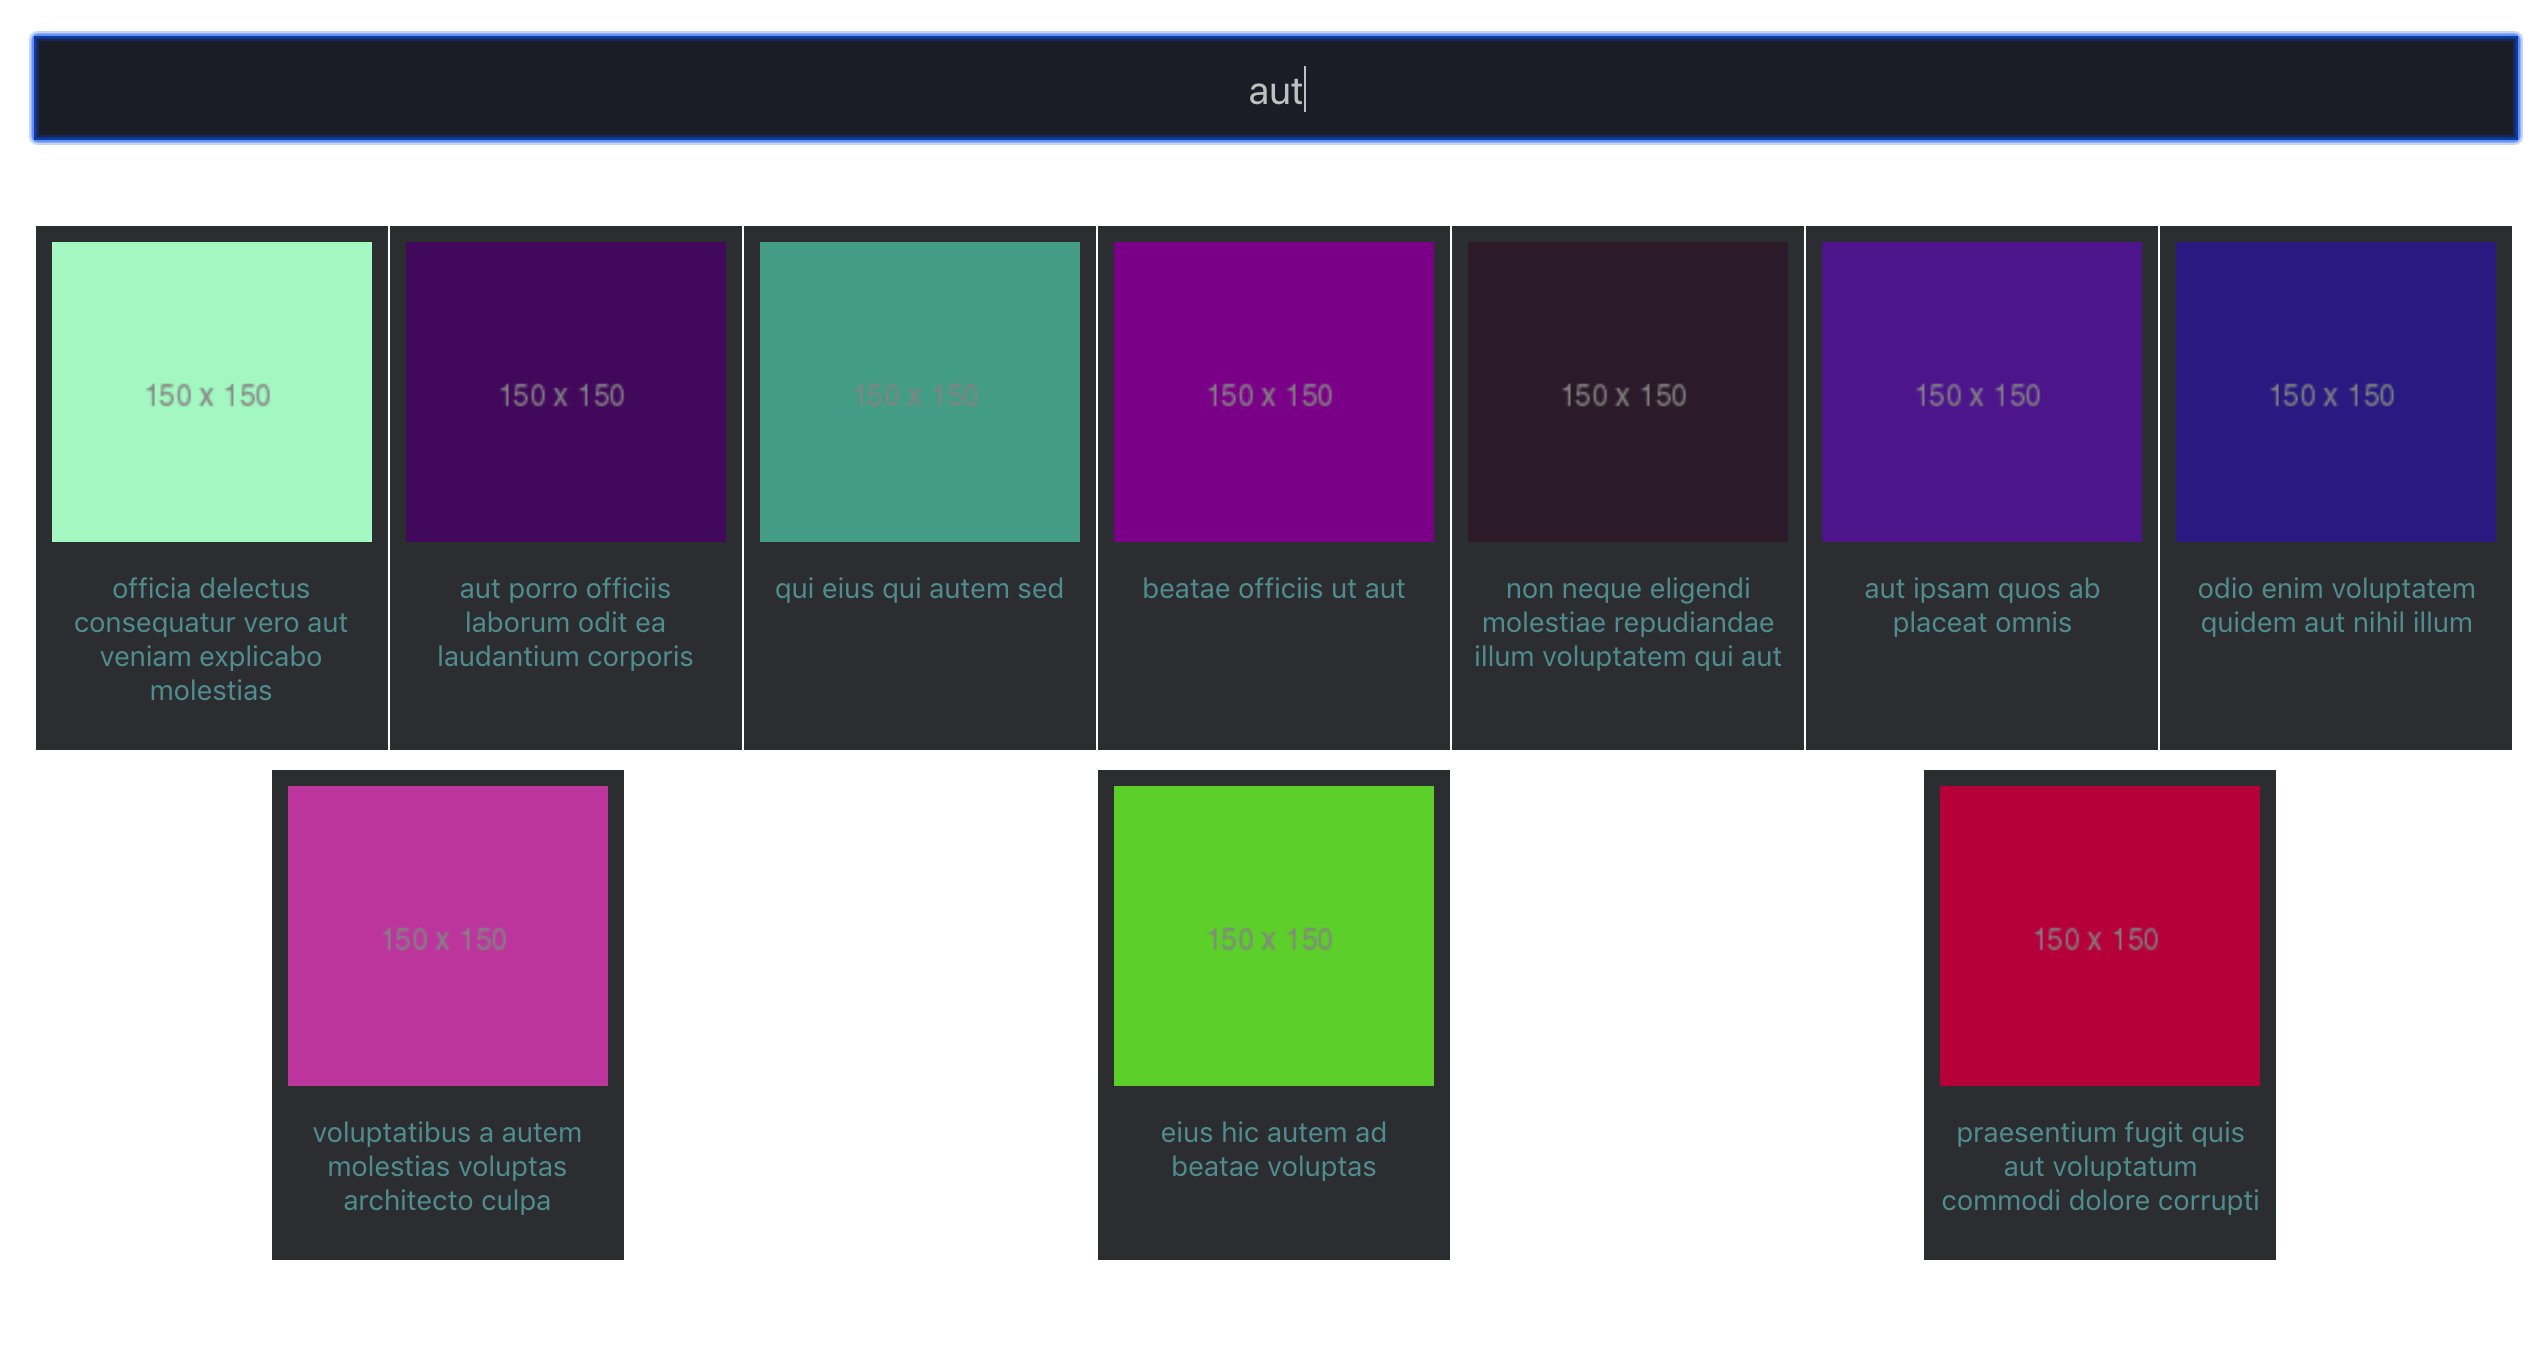 aut
150 x 150
150 x 150
150 x 150
150 x 150
150 x 150
150 x 150
150 x 150
officia delectus
consequatur vero aut
veniam explicabo
molestias
aut porro officiis
laborum odit ea
laudantium corporis
qui eius qui autem sed
beatae officiis ut aut
non neque eligendi
molestiae repudiandae
illum voluptatem qui aut
aut ipsam quos ab
placeat omnis
odio enim voluptatem
quidem aut nihil illum
150 x 150
150 x 150
150 x 150
voluptatibus a autem
molestias voluptas
architecto culpa
eius hic autem ad
beatae voluptas
praesentium fugit quis
aut voluptatum
commodi dolore corrupti